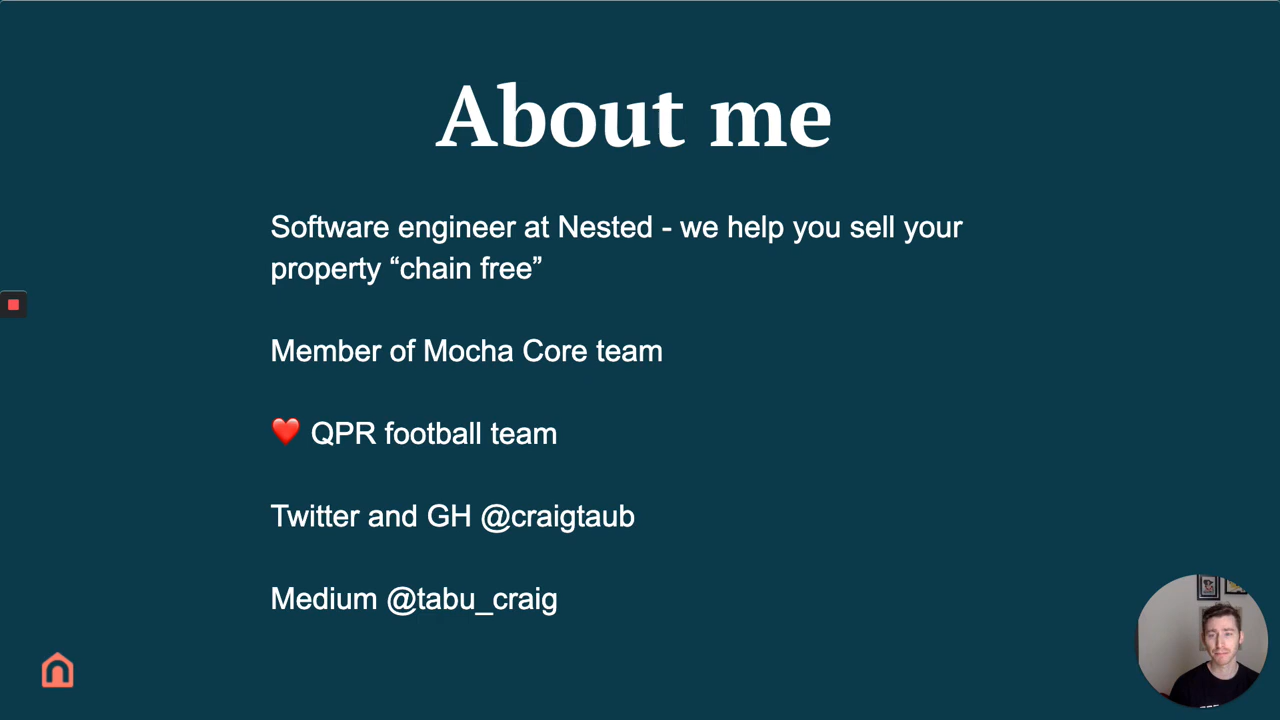 About me
Software engineer at Nested - we help you sell your
property “chain free”
Member of Mocha Core team
❤️ QPR football team
Twitter and GH @craigtaub
Medium @tabu_craig